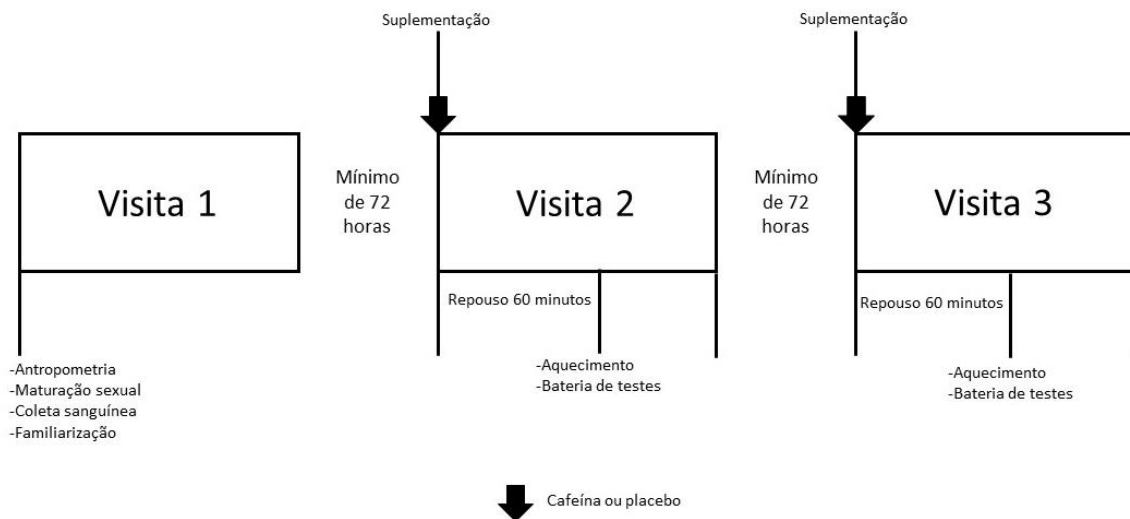 Suplementação
Suplementação
Visita 1
Mínimo
de 72
horas
Visita 2
Mínimo
de 72
horas
Visita 3
Repouso 60 minutos
Repouso 60 minutos
-Antropometria
-Maturação sexual
-Coleta sanguínea
-Familiarização
-Aquecimento
-Bateria de testes
-Aquecimento
-Bateria de testes
Cafeína ou placebo